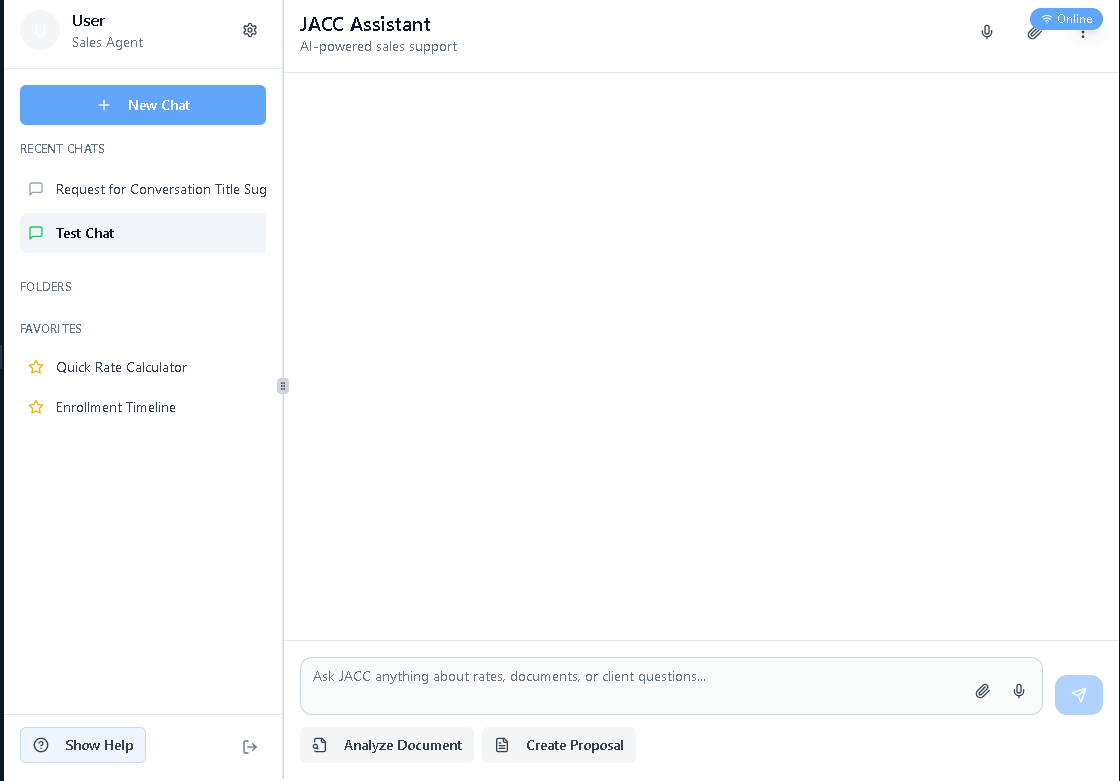 User
Sales Agent
New Chat
RECENT CHATS
Request for Conversation Title Sug
Test Chat
FOLDERS
FAVORITES
Quick Rate Calculator
Enrollment Timeline
Show Help
JACC Assistant
AI-powered sales support
Online
Ask JACC anything about rates, documents, or client questions...
Analyze Document
Create Proposal